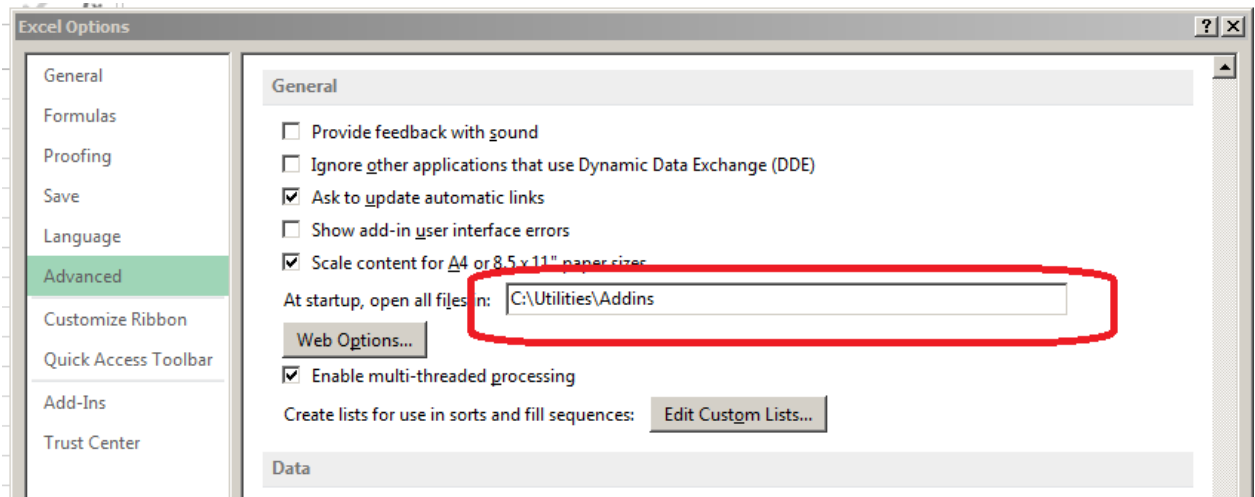 Excel Options
General
Formulas
Proofing
Save
Language
Advanced
Customize Ribbon
Quick Access Toolbar
Add-Ins
Trust Center
General
Provide feedback with sound
Ignore other applications that use Dynamic Data Exchange (DDE)
Ask to update automatic links
Show add-in user interface errors
Scale content for A4 or 8.5 x 11" paper sizes
At startup, open all files in: C:\Utilities\Addins
Web Options...
Enable multi-threaded processing
Create lists for use in sorts and fill sequences: Edit Custom Lists...
Data